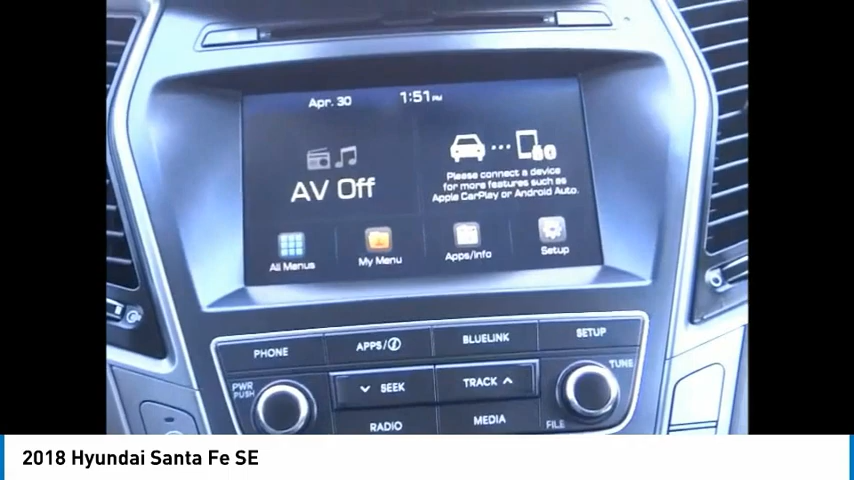 Apr. 30 1:51 PM
AV Off
Please connect a device
for more features such as
Apple CarPlay or Android Auto.
All Menus My Menu Apps/Info Setup
PHONE APPS/i BLUELINK SETUP
PWR
PUSH
SEEK TRACK TUNE
RADIO MEDIA FILE
2018 Hyundai Santa Fe SE